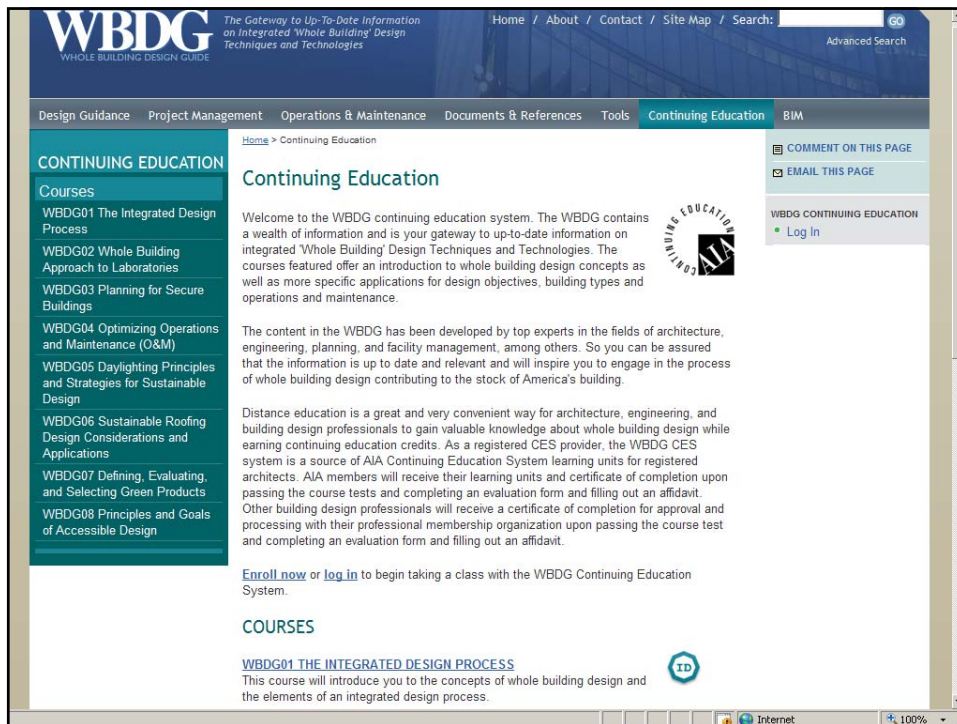 WBDG
WHOLE BUILDING DESIGN GUIDE
The Gateway to Up-To-Date Information
on Integrated 'Whole Building' Design
Techniques and Technologies
Home / About / Contact / Site Map / Search:
GO
Advanced Search
Design Guidance Project Management Operations & Maintenance Documents & References Tools Continuing Education BIM
CONTINUING EDUCATION
Courses
WBDG01 The Integrated Design
Process
WBDG02 Whole Building
Approach to Laboratories
WBDG03 Planning for Secure
Buildings
WBDG04 Optimizing Operations
and Maintenance (O&M)
WBDG05 Daylighting Principles
and Strategies for Sustainable
Design
WBDG06 Sustainable Roofing
Design Considerations and
Applications
WBDG07 Defining, Evaluating,
and Selecting Green Products
WBDG08 Principles and Goals
of Accessible Design
Home > Continuing Education
Continuing Education
Welcome to the WBDG continuing education system. The WBDG contains
a wealth of information and is your gateway to up-to-date information on
integrated 'Whole Building' Design Techniques and Technologies. The
courses featured offer an introduction to whole building design concepts as
well as more specific applications for design objectives, building types and
operations and maintenance.
CONTINUING EDUCATION
AIA
The content in the WBDG has been developed by top experts in the fields of architecture,
engineering, planning, and facility management, among others. So you can be assured
that the information is up to date and relevant and will inspire you to engage in the process
of whole building design contributing to the stock of America's building.
Distance education is a great and very convenient way for architecture, engineering, and
building design professionals to gain valuable knowledge about whole building design while
earning continuing education credits. As a registered CES provider, the WBDG CES
system is a source of AIA Continuing Education System learning units for registered
architects. AIA members will receive their learning units and certificate of completion upon
passing the course tests and completing an evaluation form and filling out an affidavit.
Other building design professionals will receive a certificate of completion for approval and
processing with their professional membership organization upon passing the course test
and completing an evaluation form and filling out an affidavit.
Enroll now or log in to begin taking a class with the WBDG Continuing Education
System.
COURSES
WBDG01 THE INTEGRATED DESIGN PROCESS
This course will introduce you to the concepts of whole building design and
the elements of an integrated design process.
ID
COMMENT ON THIS PAGE
EMAIL THIS PAGE
WBDG CONTINUING EDUCATION
Log In
Internet
100%